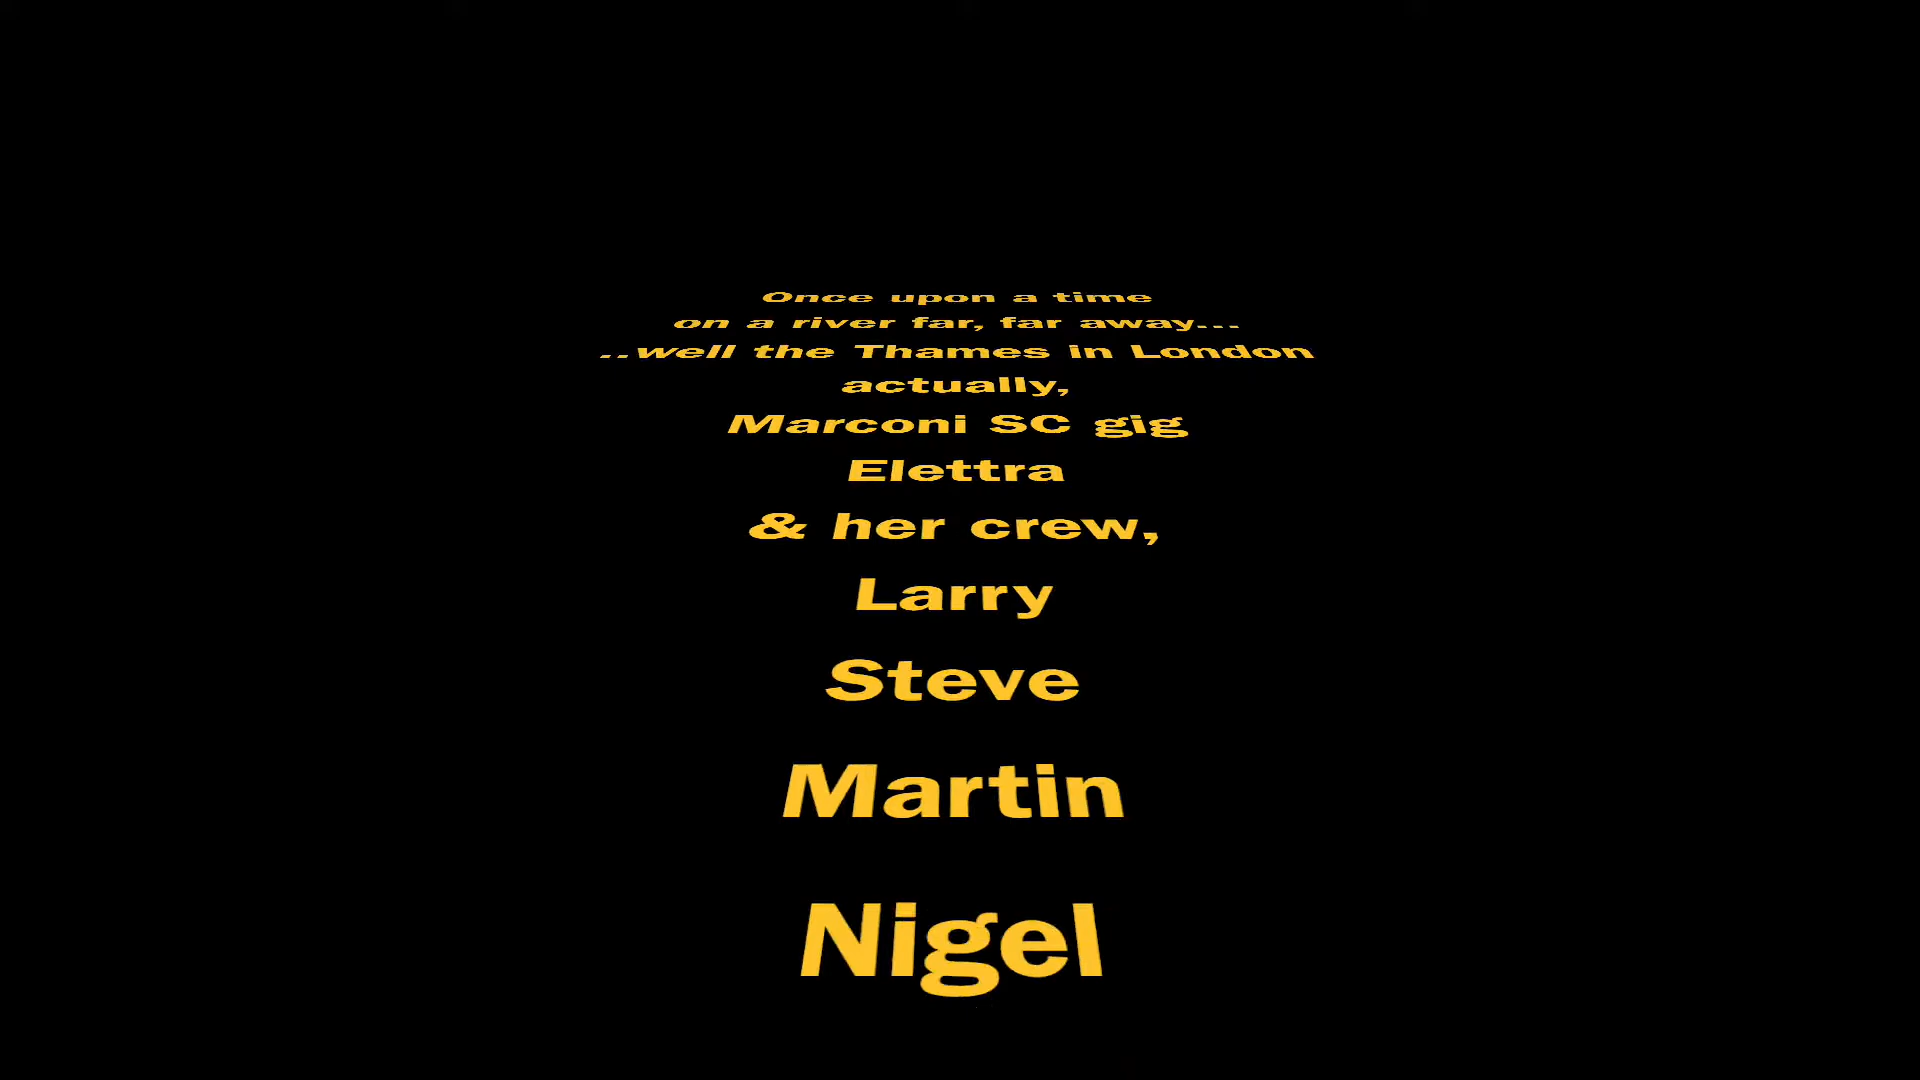 Once upon a time
on a river far, far away...
..well the Thames in London
actually,
Marconi SC gig
Elettra
& her crew,
Larry
Steve
Martin
Nigel